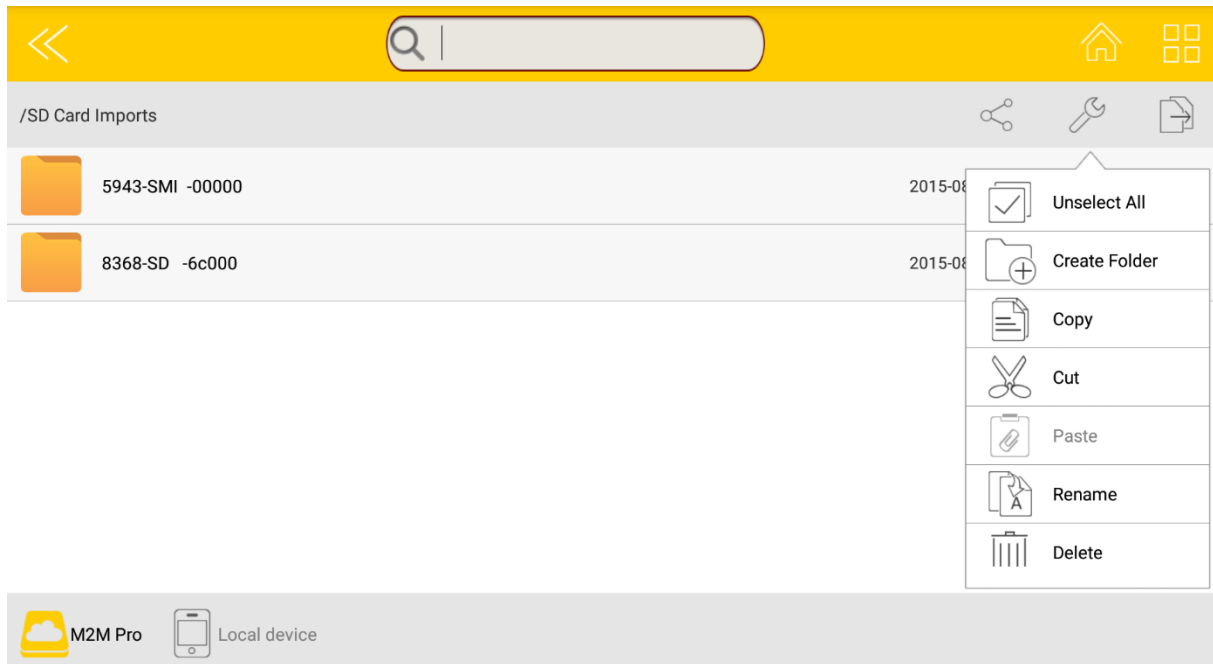 /SD Card Imports
5943-SMI -00000
2015-08
8368-SD -6c000
2015-08
Unselect All
Create Folder
Copy
Cut
Paste
A
Rename
Delete
M2M Pro
Local device